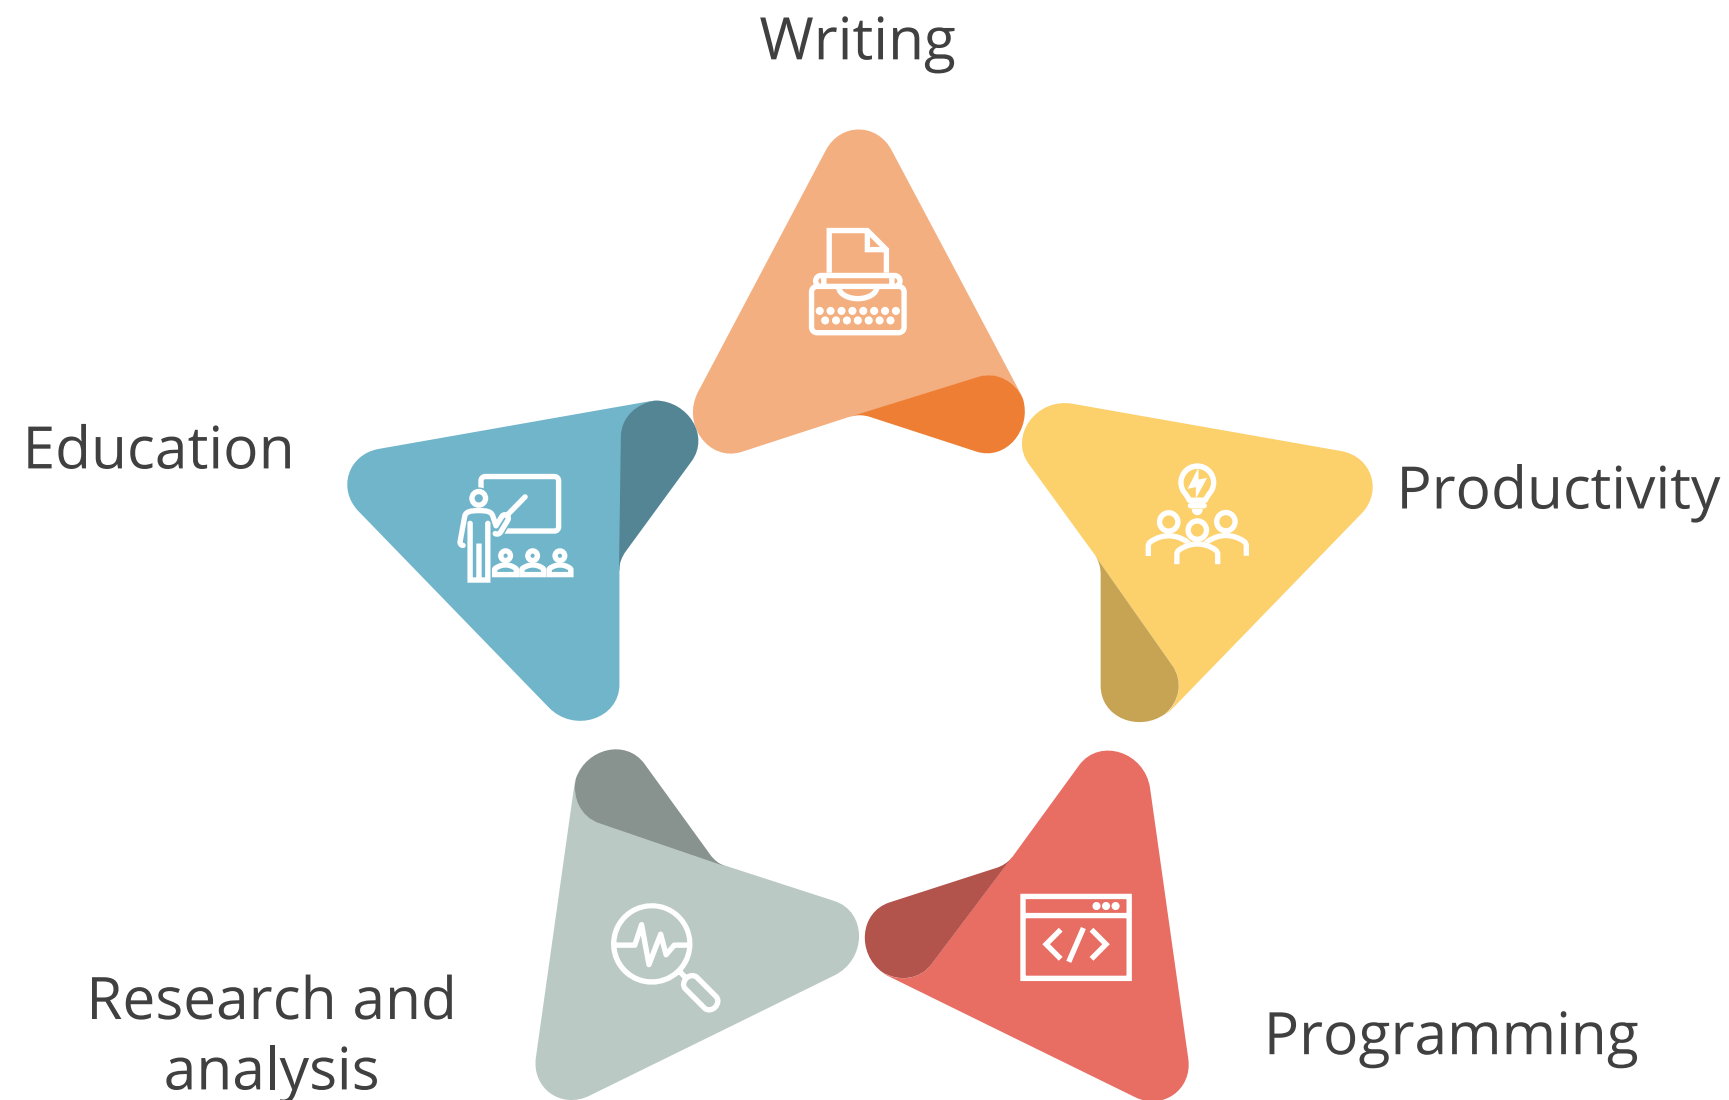 Writing
Education
Productivity
Research and
analysis
Programming